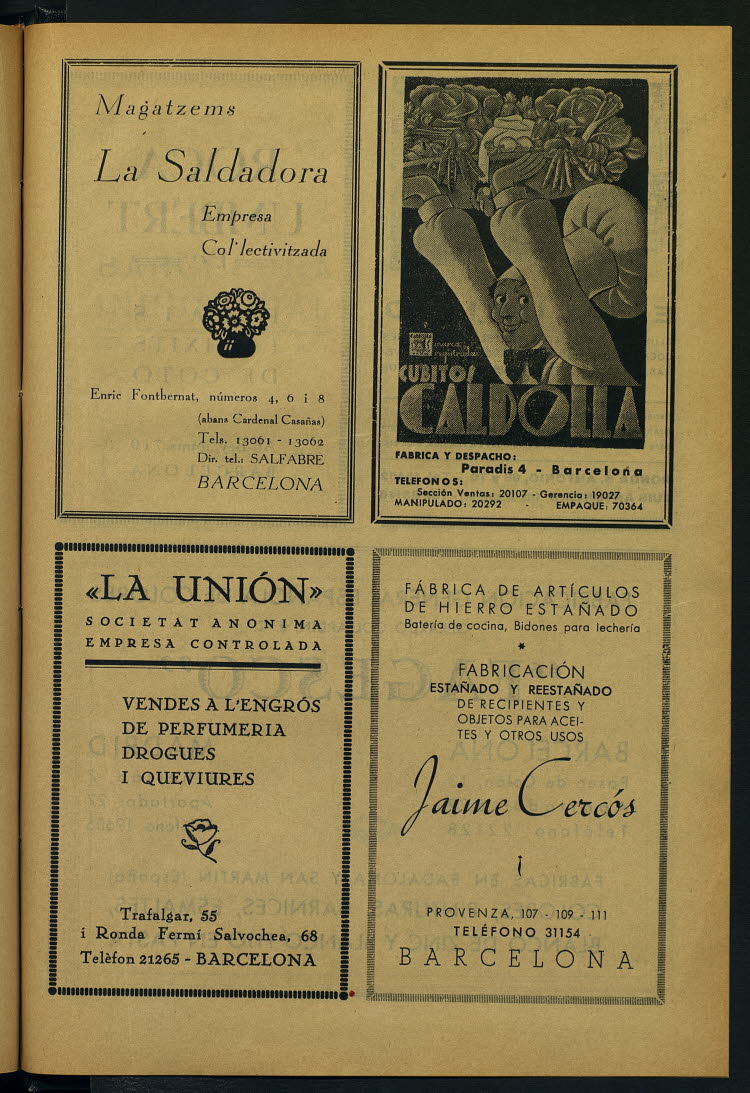 Magatzems
La Saldadora
Empresa
Col·lectivitzada
Enric Fontbernat, números 4, 6 i 8
(abans Cardenal Casañas)
Tels. 13061 - 13062
Dir. tel.: SALFABRE
BARCELONA
marca
registrada
CUBITOS
CALDOLLA
FABRICA Y DESPACHO:
Paradis 4 - Barcelona
TELEFONOS:
Sección Ventas: 20107 - Gerencia: 19027
MANIPULADO: 20292 - EMPAQUE: 70364
«LA UNIÓN»
SOCIETAT ANONIMA
EMPRESA CONTROLADA
VENDES A L'ENGRÓS
DE PERFUMERIA
DROGUES
I QUEVIURES
Trafalgar, 55
i Ronda Fermí Salvochea, 68
Telèfon 21265 - BARCELONA
FÁBRICA DE ARTÍCULOS
DE HIERRO ESTAÑADO
Batería de cocina, Bidones para lechería
*
FABRICACIÓN
ESTAÑADO Y REESTAÑADO
DE RECIPIENTES Y
OBJETOS PARA ACEI-
TES Y OTROS USOS
Jaime Cercós
PROVENZA, 107 - 109 - 111
TELÉFONO 31154
BARCELONA